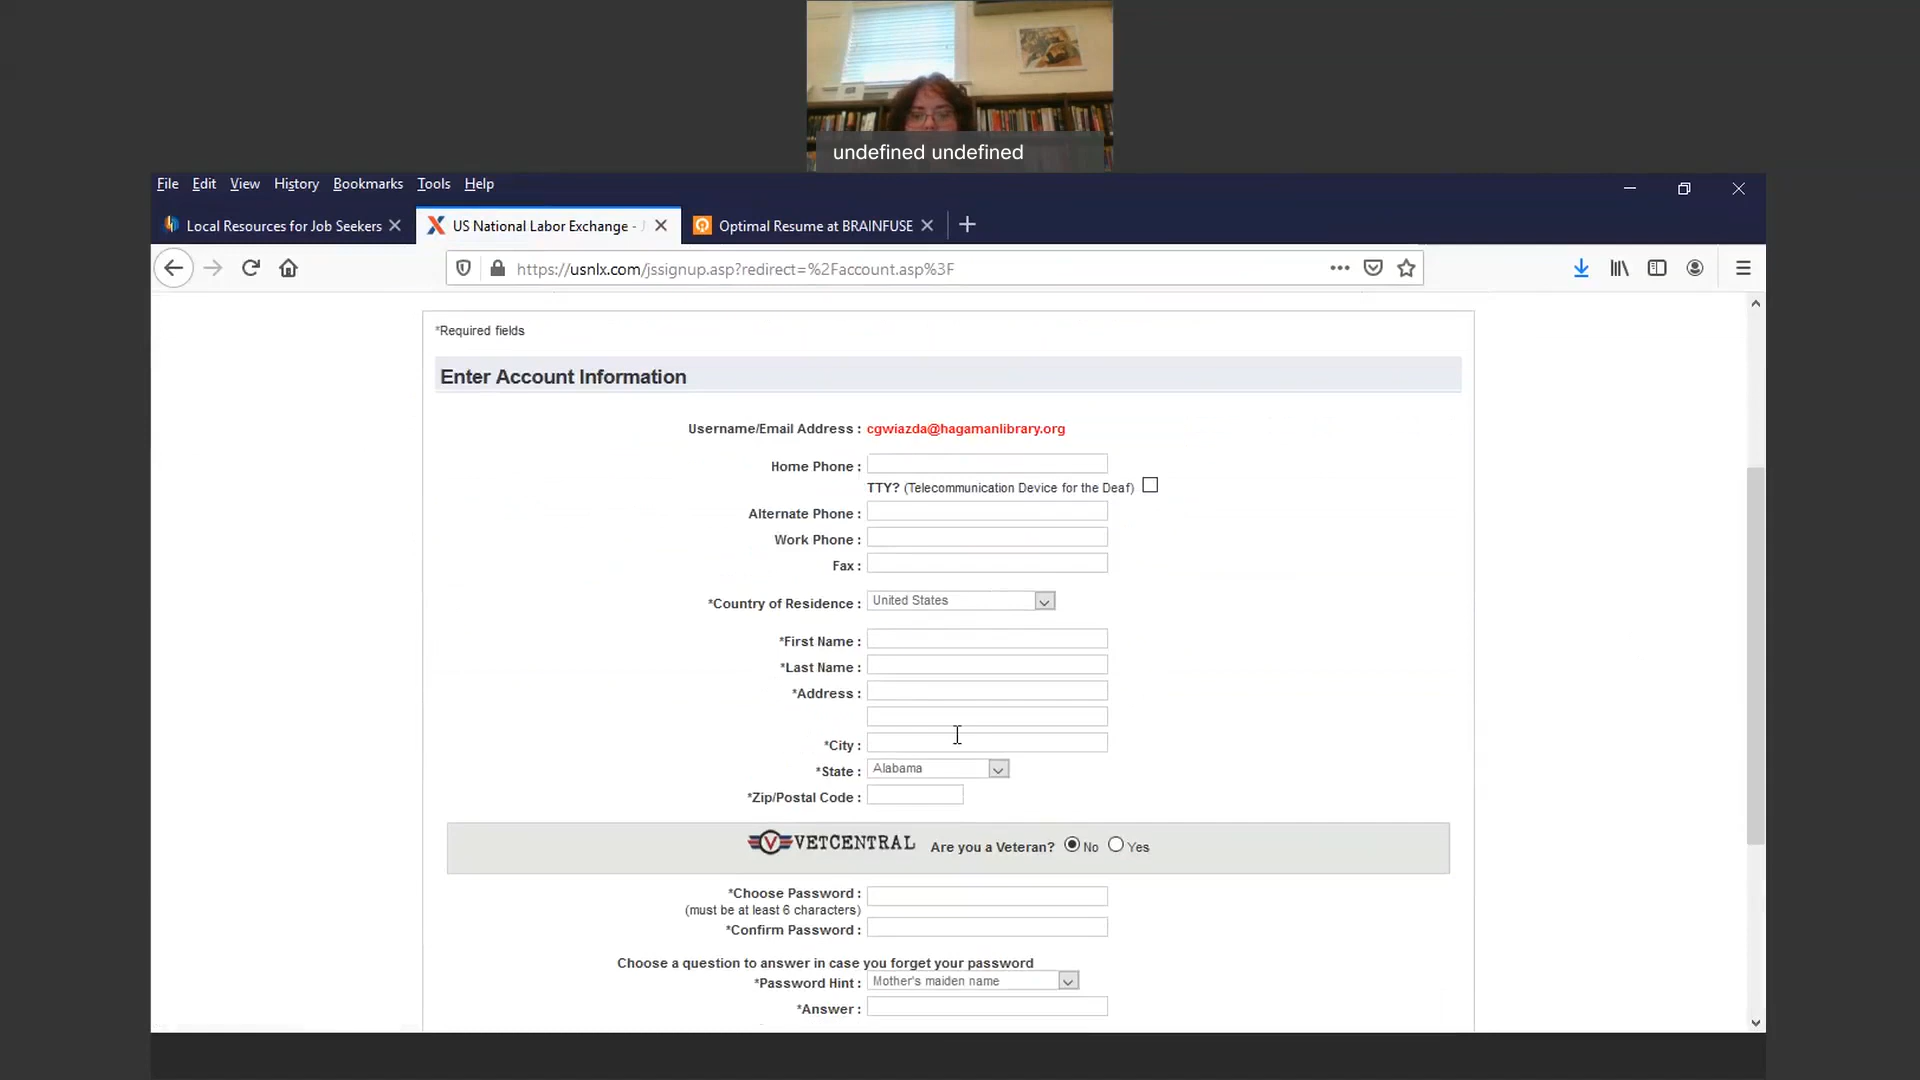 undefined undefined
File Edit View History Bookmarks Tools Help
Local Resources for Job Seekers
US National Labor Exchange -
Optimal Resume at BRAINFUSE
https://usnlx.com/jssignup.asp?redirect=%2Faccount.asp%3F
*Required fields
Enter Account Information
Username/Email Address : cgwiazda@hagamanlibrary.org
Home Phone :
TTY? (Telecommunication Device for the Deaf)
Alternate Phone :
Work Phone :
Fax :
*Country of Residence : United States
*First Name :
*Last Name :
*Address :
*City :
*State : Alabama
*Zip/Postal Code :
VETCENTRAL Are you a Veteran? No Yes
*Choose Password :
(must be at least 6 characters)
*Confirm Password :
Choose a question to answer in case you forget your password
*Password Hint : Mother's maiden name
*Answer :